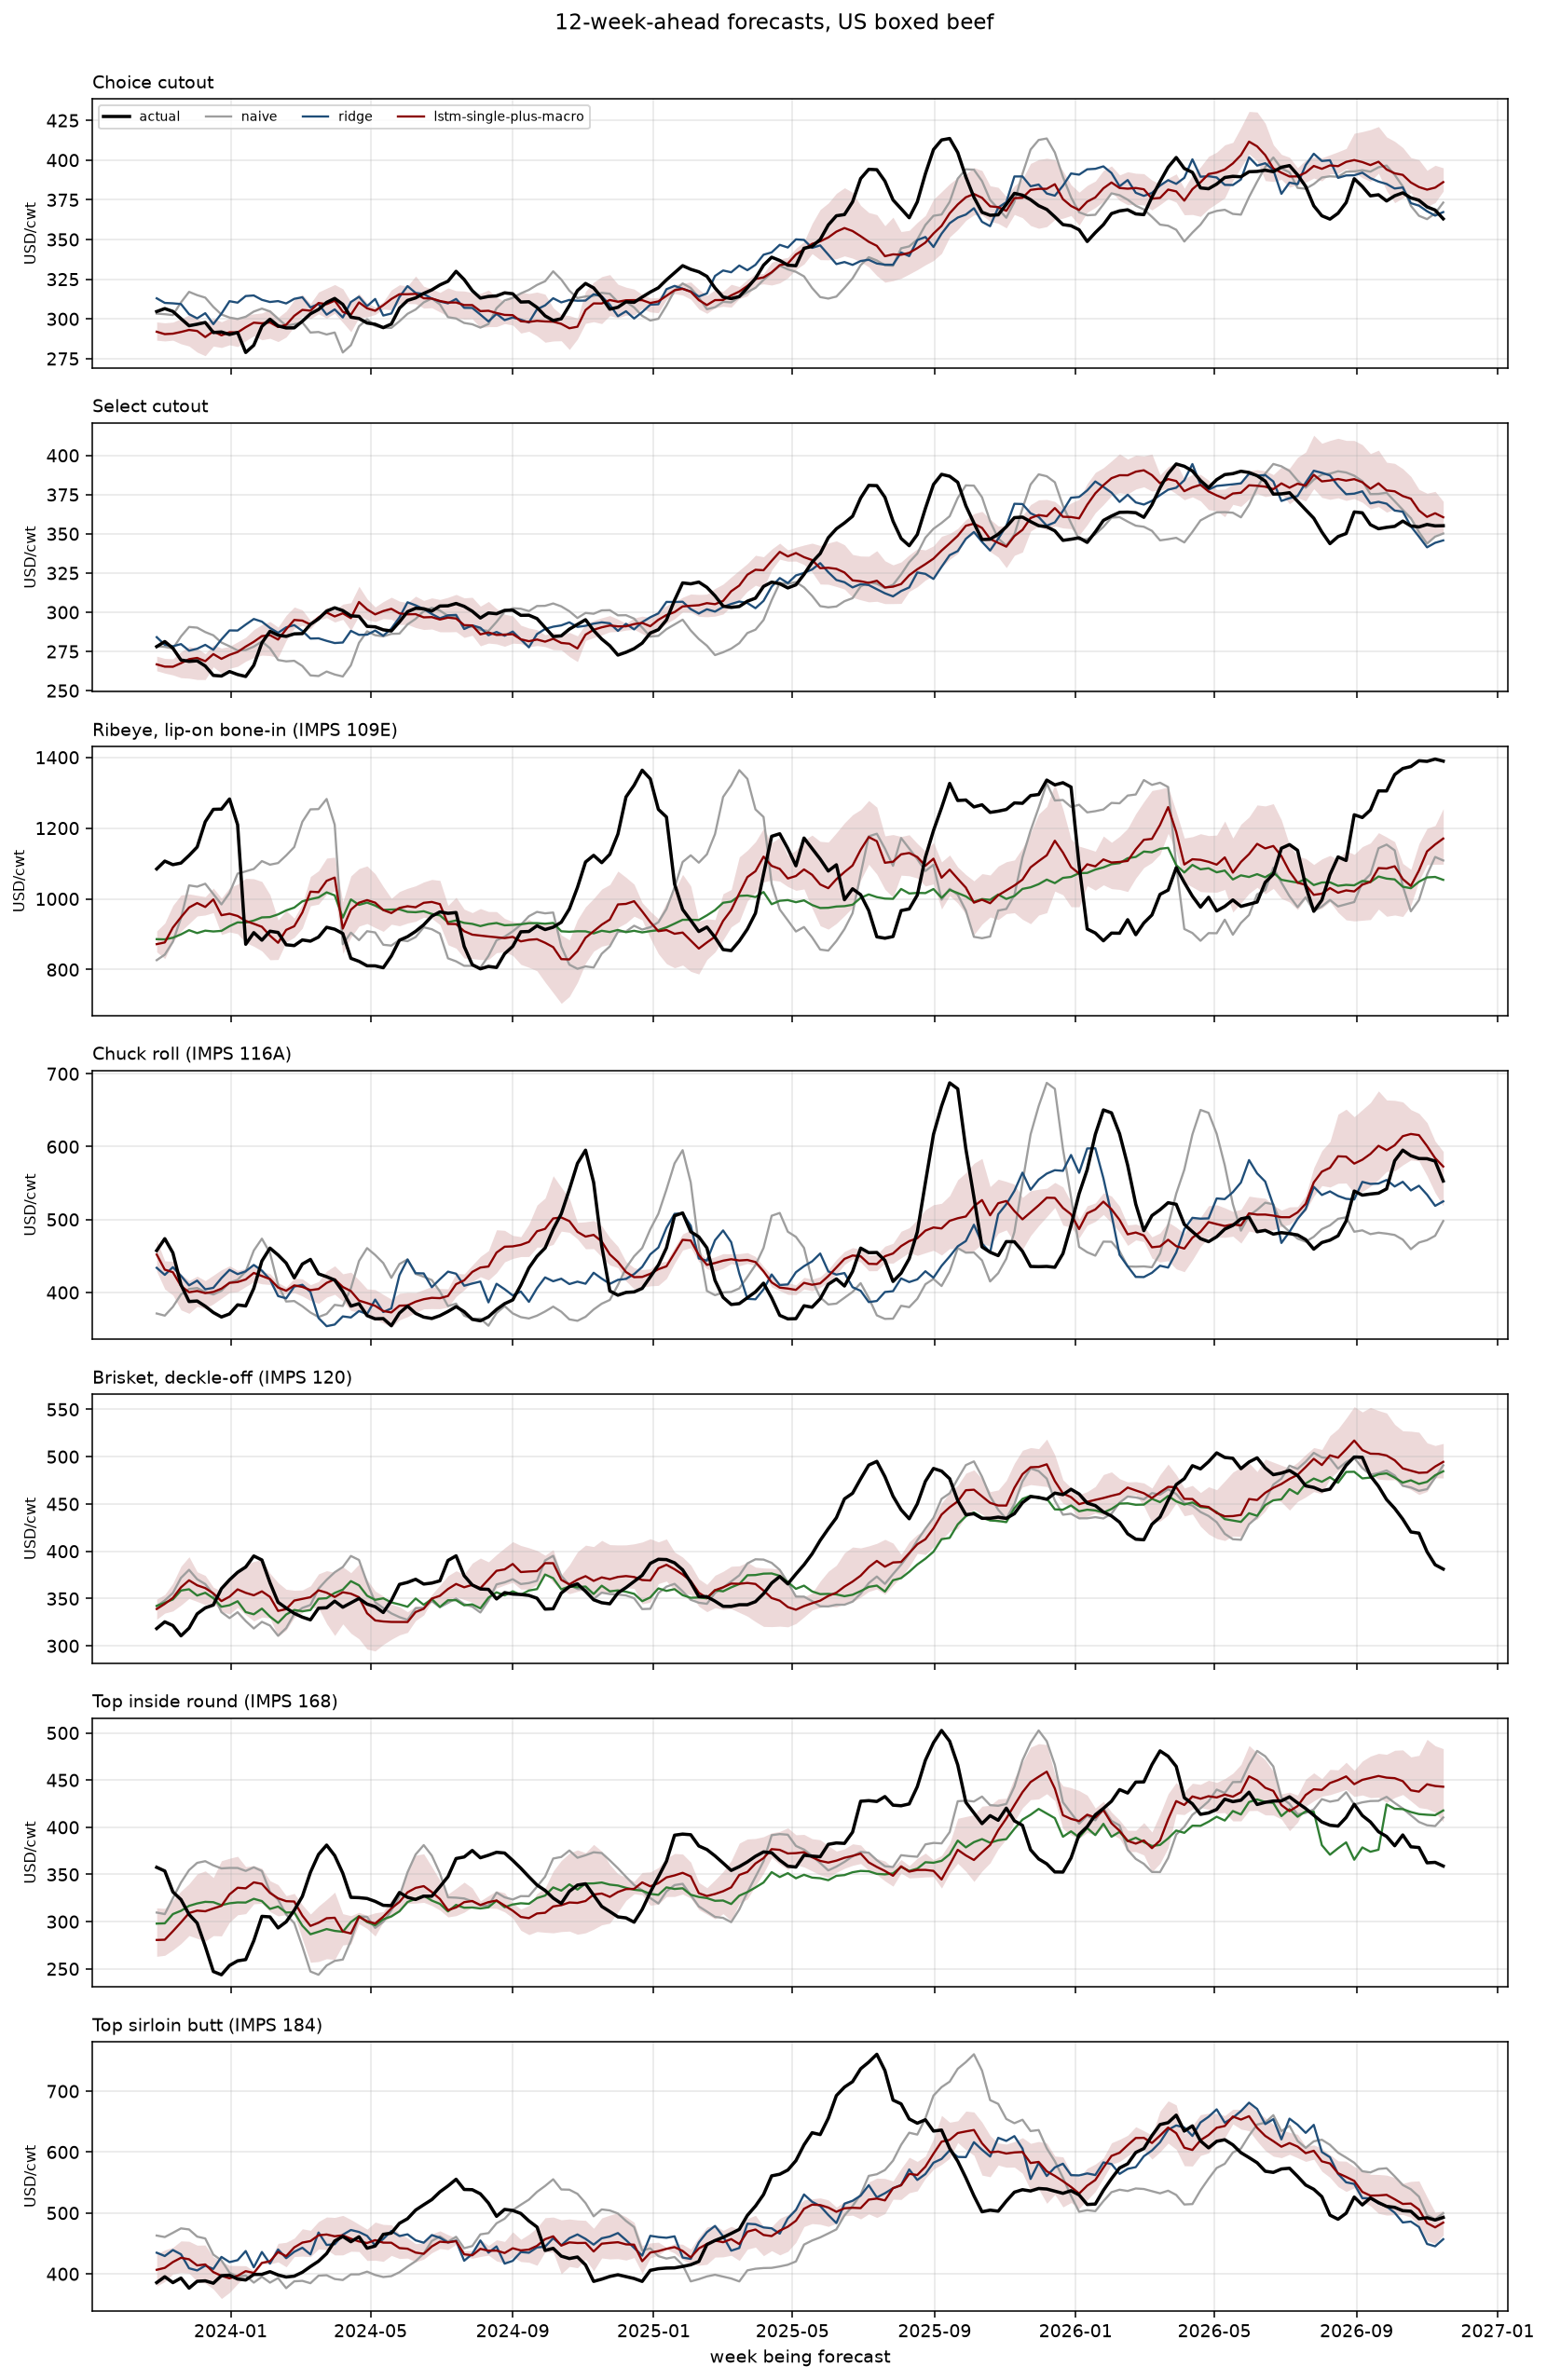 12-week-ahead forecasts, US boxed beef
Choice cutout
actual naive ridge lstm-single-plus-macro
425
400
375
350
325
300
275
USD/cwt
Select cutout
400
375
350
325
300
275
250
USD/cwt
Ribeye, lip-on bone-in (IMPS 109E)
1400
1200
1000
800
USD/cwt
Chuck roll (IMPS 116A)
700
600
500
400
USD/cwt
Brisket, deckle-off (IMPS 120)
550
500
450
400
350
300
USD/cwt
Top inside round (IMPS 168)
500
450
400
350
300
250
USD/cwt
Top sirloin butt (IMPS 184)
700
600
500
400
USD/cwt
2024-01 2024-05 2024-09 2025-01 2025-05 2025-09 2026-01 2026-05 2026-09 2027-01
week being forecast